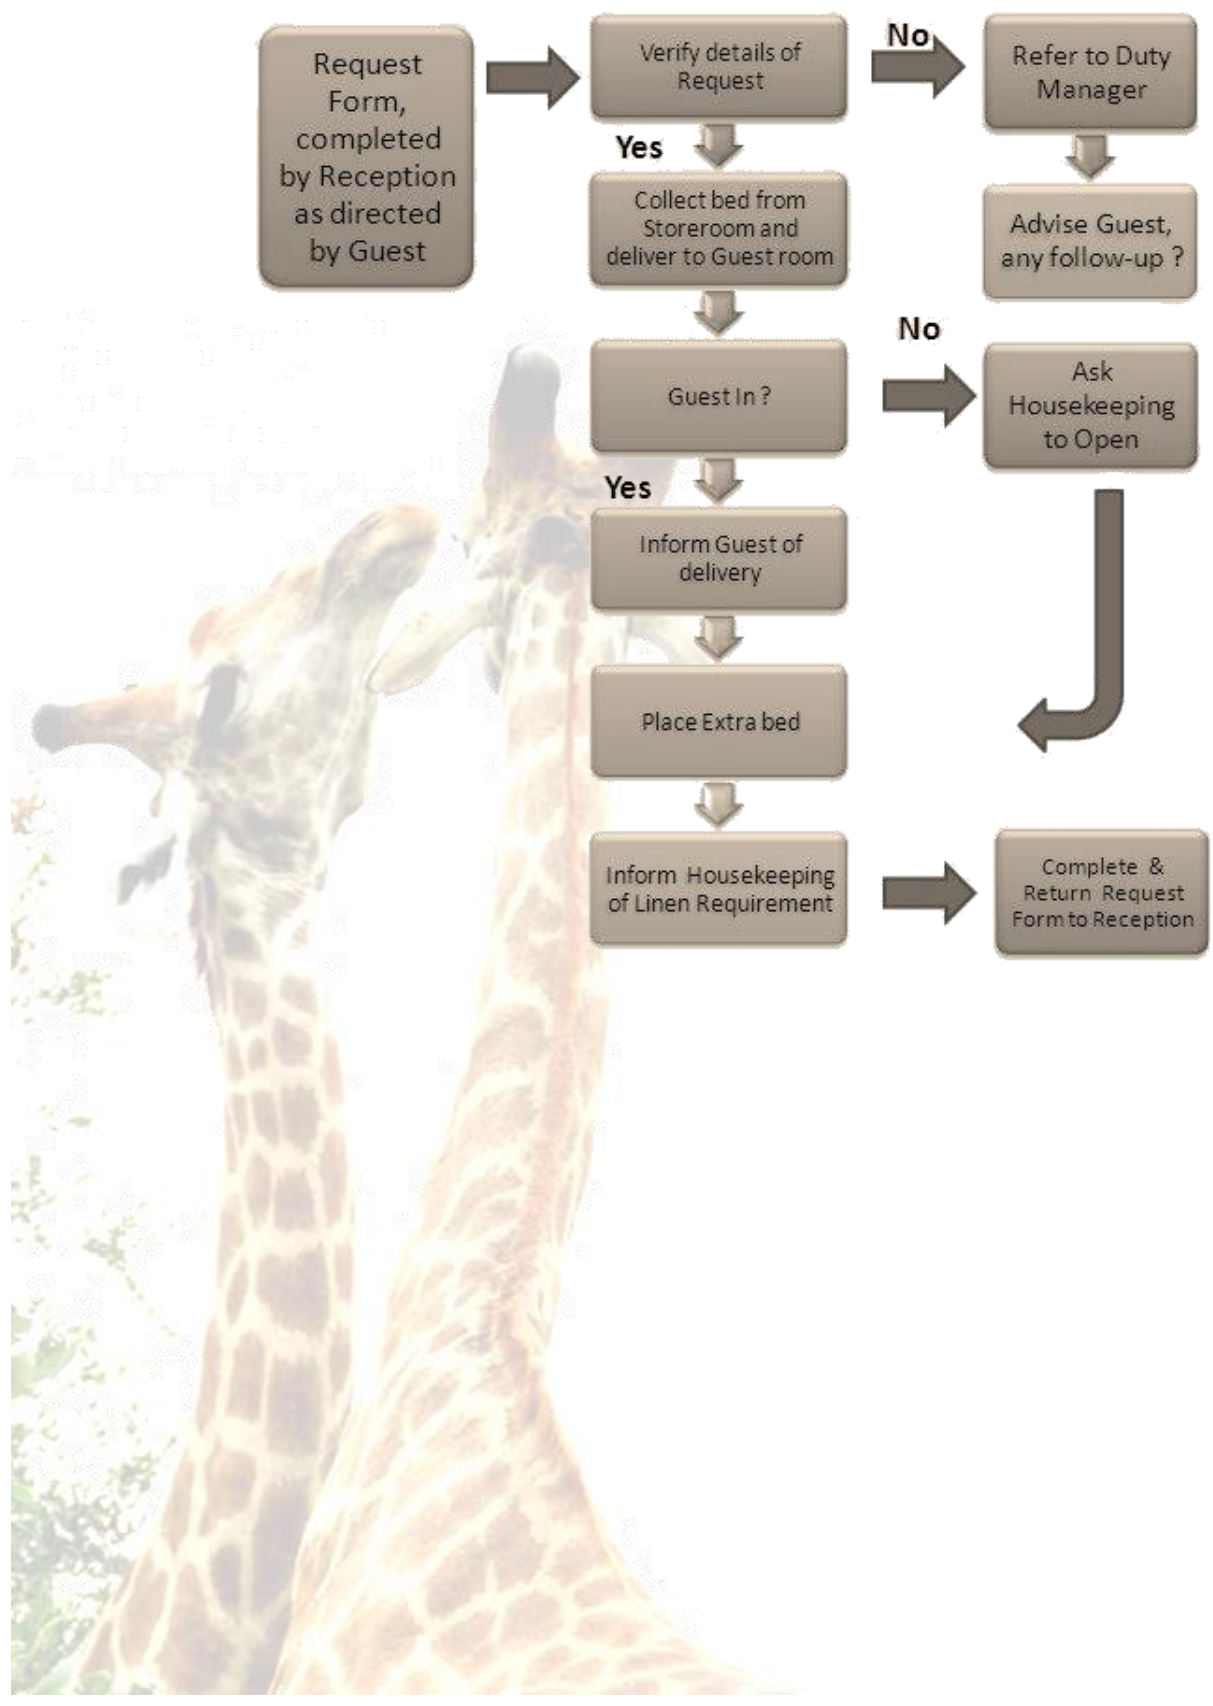 Request
Form,
completed
by Reception
as directed
by Guest
Verify details of
Request
No
Refer to Duty
Manager
Yes
Collect bed from
Storeroom and
deliver to Guest room
Advise Guest,
any follow-up ?
Guest In ?
No
Ask
Housekeeping
to Open
Yes
Inform Guest of
delivery
Place Extra bed
Inform Housekeeping
of Linen Requirement
Complete &
Return Request
Form to Reception